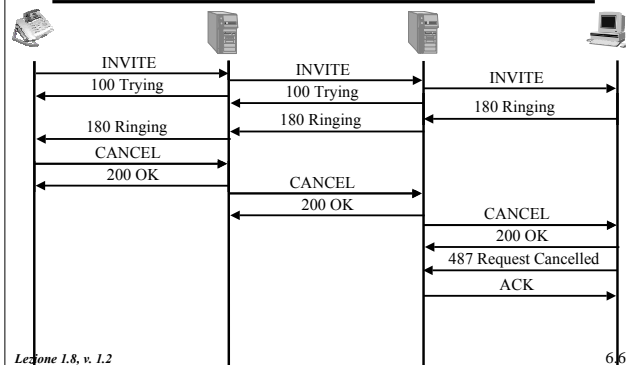 INVITE
100 Trying
INVITE
100 Trying
INVITE
180 Ringing
180 Ringing
180 Ringing
CANCEL
200 OK
CANCEL
200 OK
CANCEL
200 OK
487 Request Cancelled
ACK
Lezione 1.8, v. 1.2
6.6